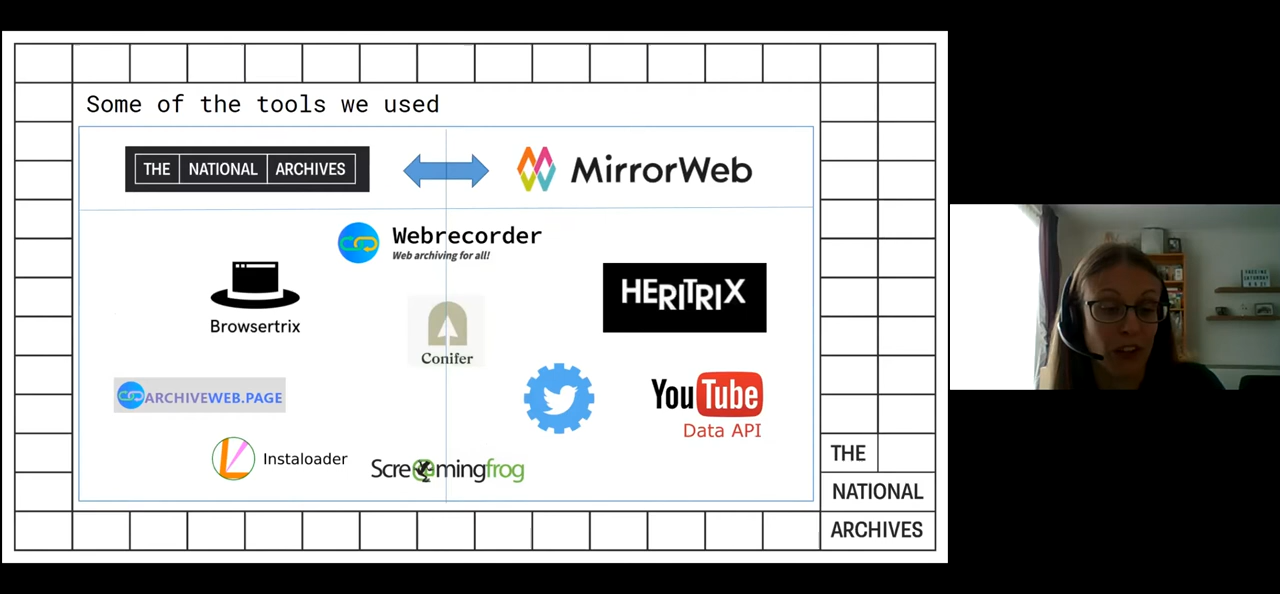 Some of the tools we used
THE NATIONAL ARCHIVES
MirrorWeb
Webrecorder
Web archiving for all!
Browsertrix
HERITRIX
Conifer
ARCHIVEWEB.PAGE
YouTube
Data API
Instaloader
Screamingfrog
THE
NATIONAL
ARCHIVES